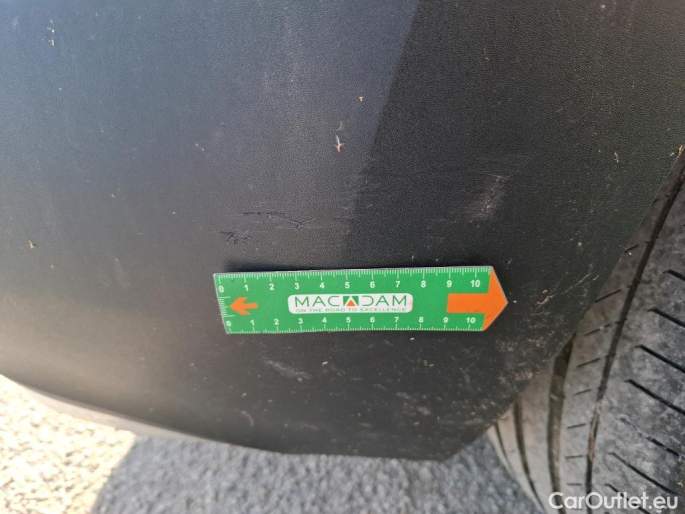 0 1 2 3 4 5 6 7 8 9 10
MACADAM
ON THE ROAD TO EXCELLENCE
0 1 2 3 4 5 6 7 8 9 10
CarOutlet.eu